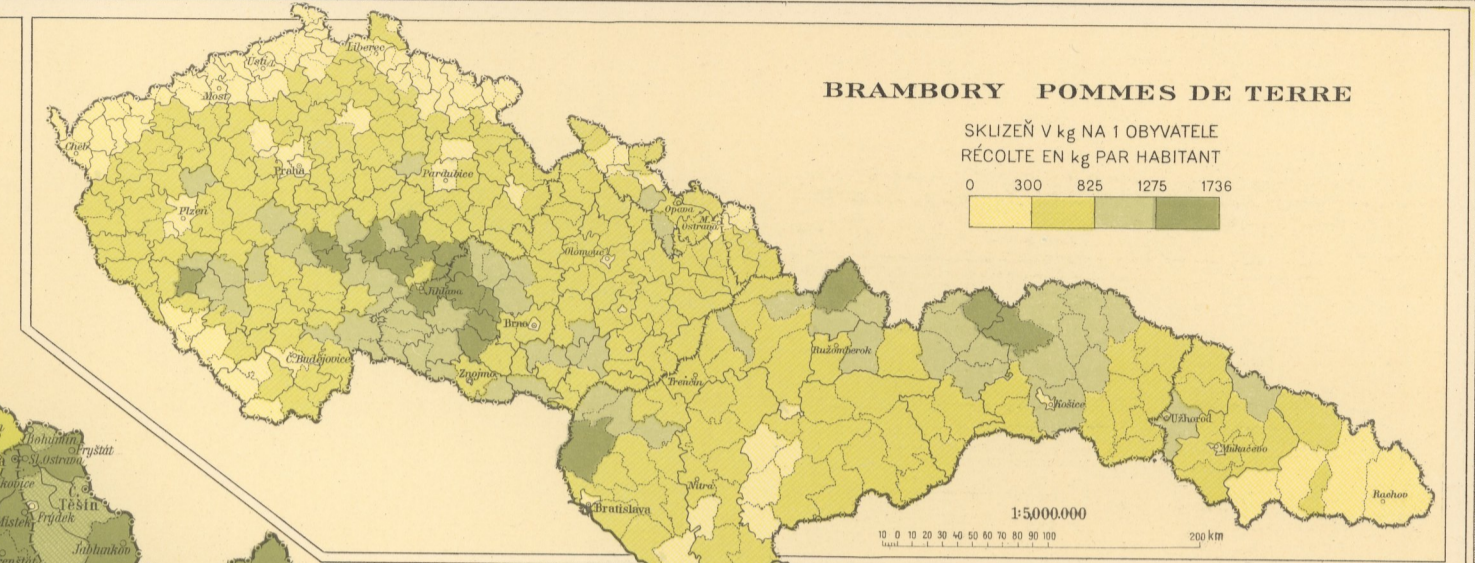 BRAMBORY POMMES DE TERRE
SKLIZEŇ V kg NA 1 OBYVATELE
RÉCOLTE EN kg PAR HABITANT
0 300 825 1275 1736
Liberec
Ústí
Most
Cheb
Praha
Pardubice
Plzeň
Opava
M.
Ostrava
Olomouc
Jihlava
Brno
Č. Budějovice
Znojmo
Ružomberok
Trenčín
Košice
Užhorod
Mukačevo
Nitra
Rachov
Bratislava
Bohumín
Fryštát
Sl. Ostrava
Č.
Těšín
Frýdek
Místek
Jablunkov
1:5,000.000
10 0 10 20 30 40 50 60 70 80 90 100 200 km